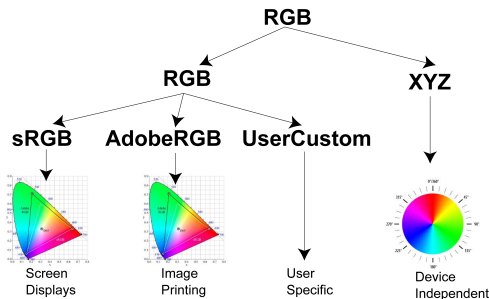 RGB
RGB
XYZ
sRGB AdobeRGB UserCustom
Screen
Displays
Image
Printing
User
Specific
Device
Independent